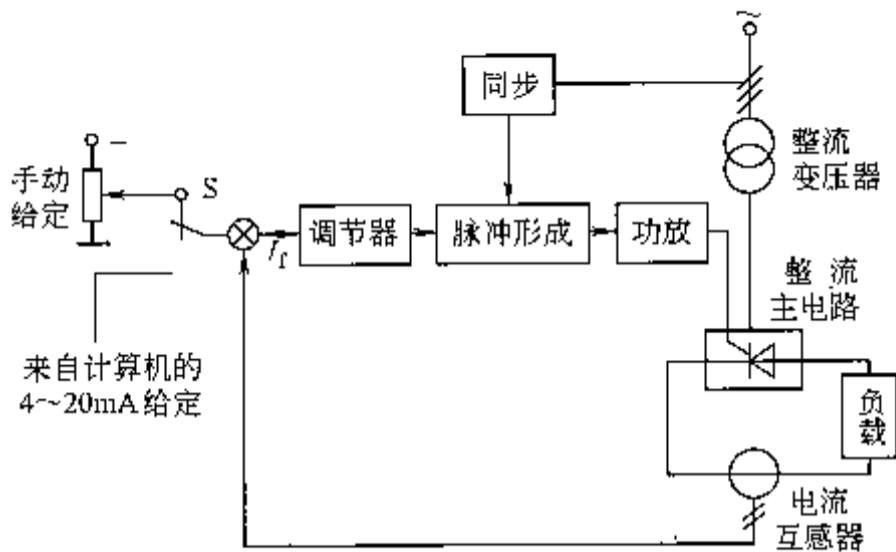 ~
同步
整流
变压器
–
手动
给定
S
I_f
调节器
脉冲形成
功放
整 流
主电路
来自计算机的
4～20mA给定
负
载
电流
互感器